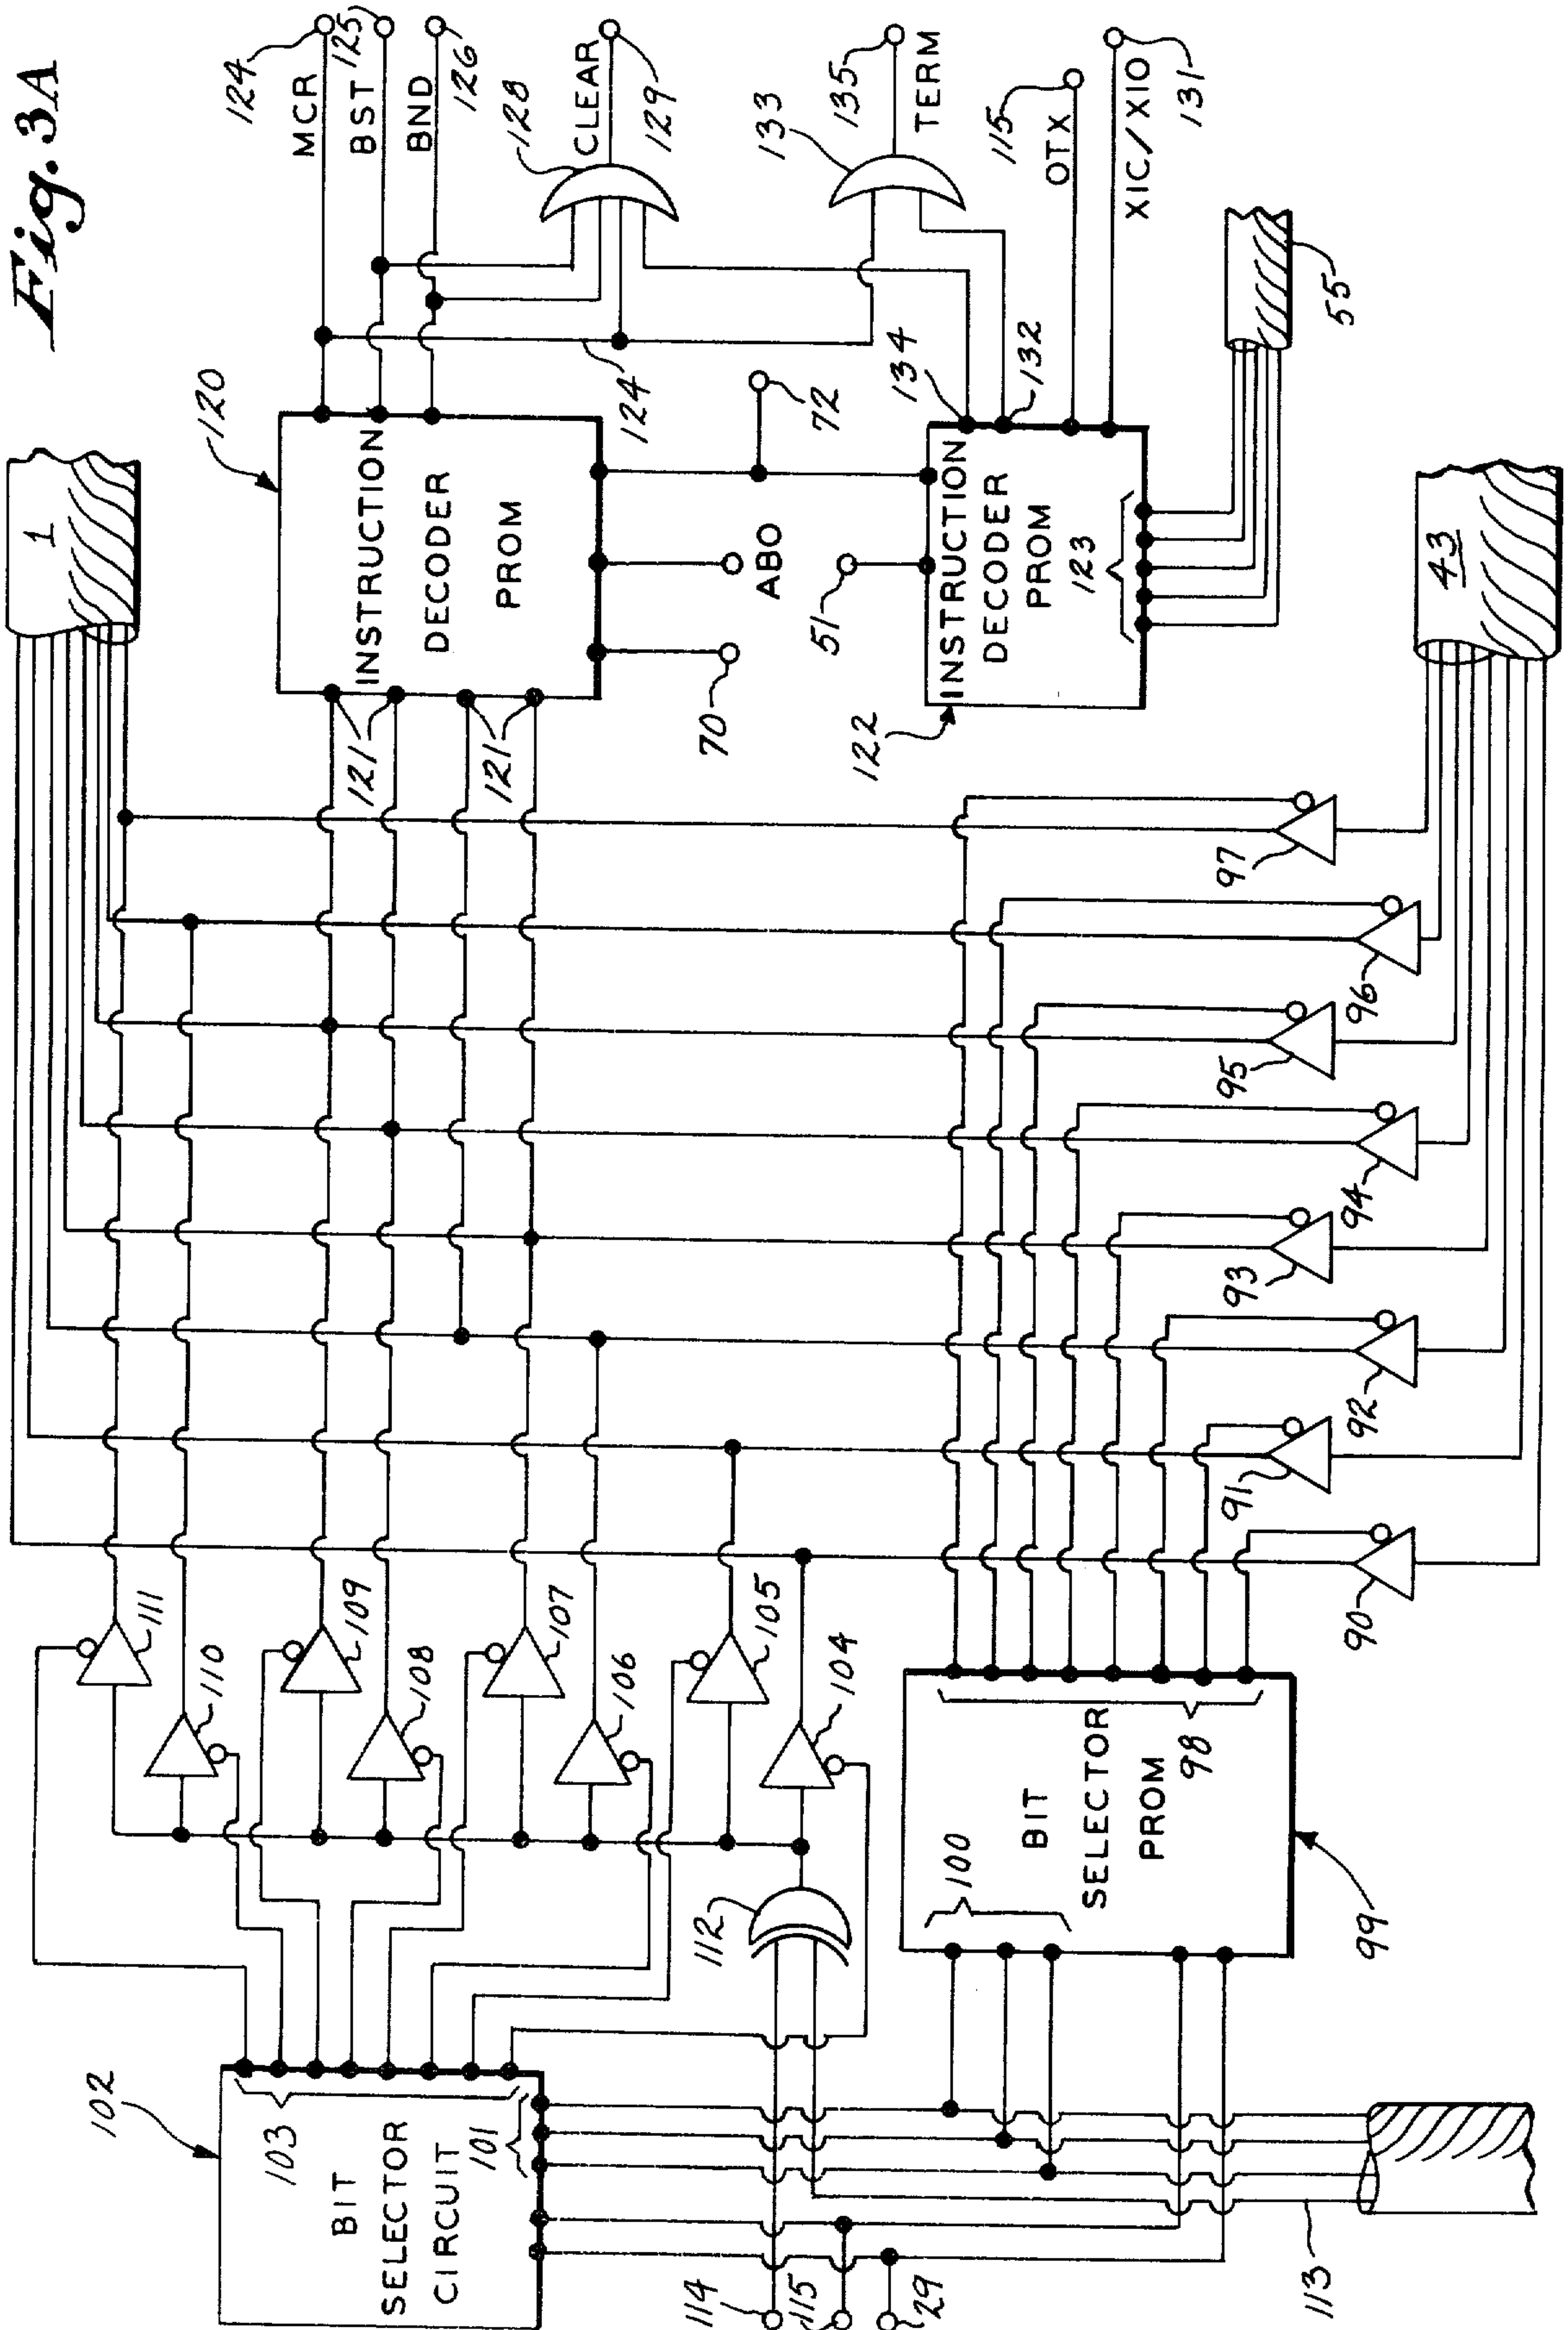 Fig. 3A
1
120
INSTRUCTION
DECODER
PROM
121
121
MCR
124
BST
125
BND
126
128
CLEAR
129
124
133
135
TERM
72
ABO
70
51
134
132
115
OTX
XIC/XIO
131
INSTRUCTION
DECODER
PROM
123
122
55
43
97
96
95
94
93
92
91
90
111
110
109
108
107
106
105
104
102
103
BIT
SELECTOR
CIRCUIT
101
112
100
BIT
SELECTOR
PROM
98
99
114
115
29
113